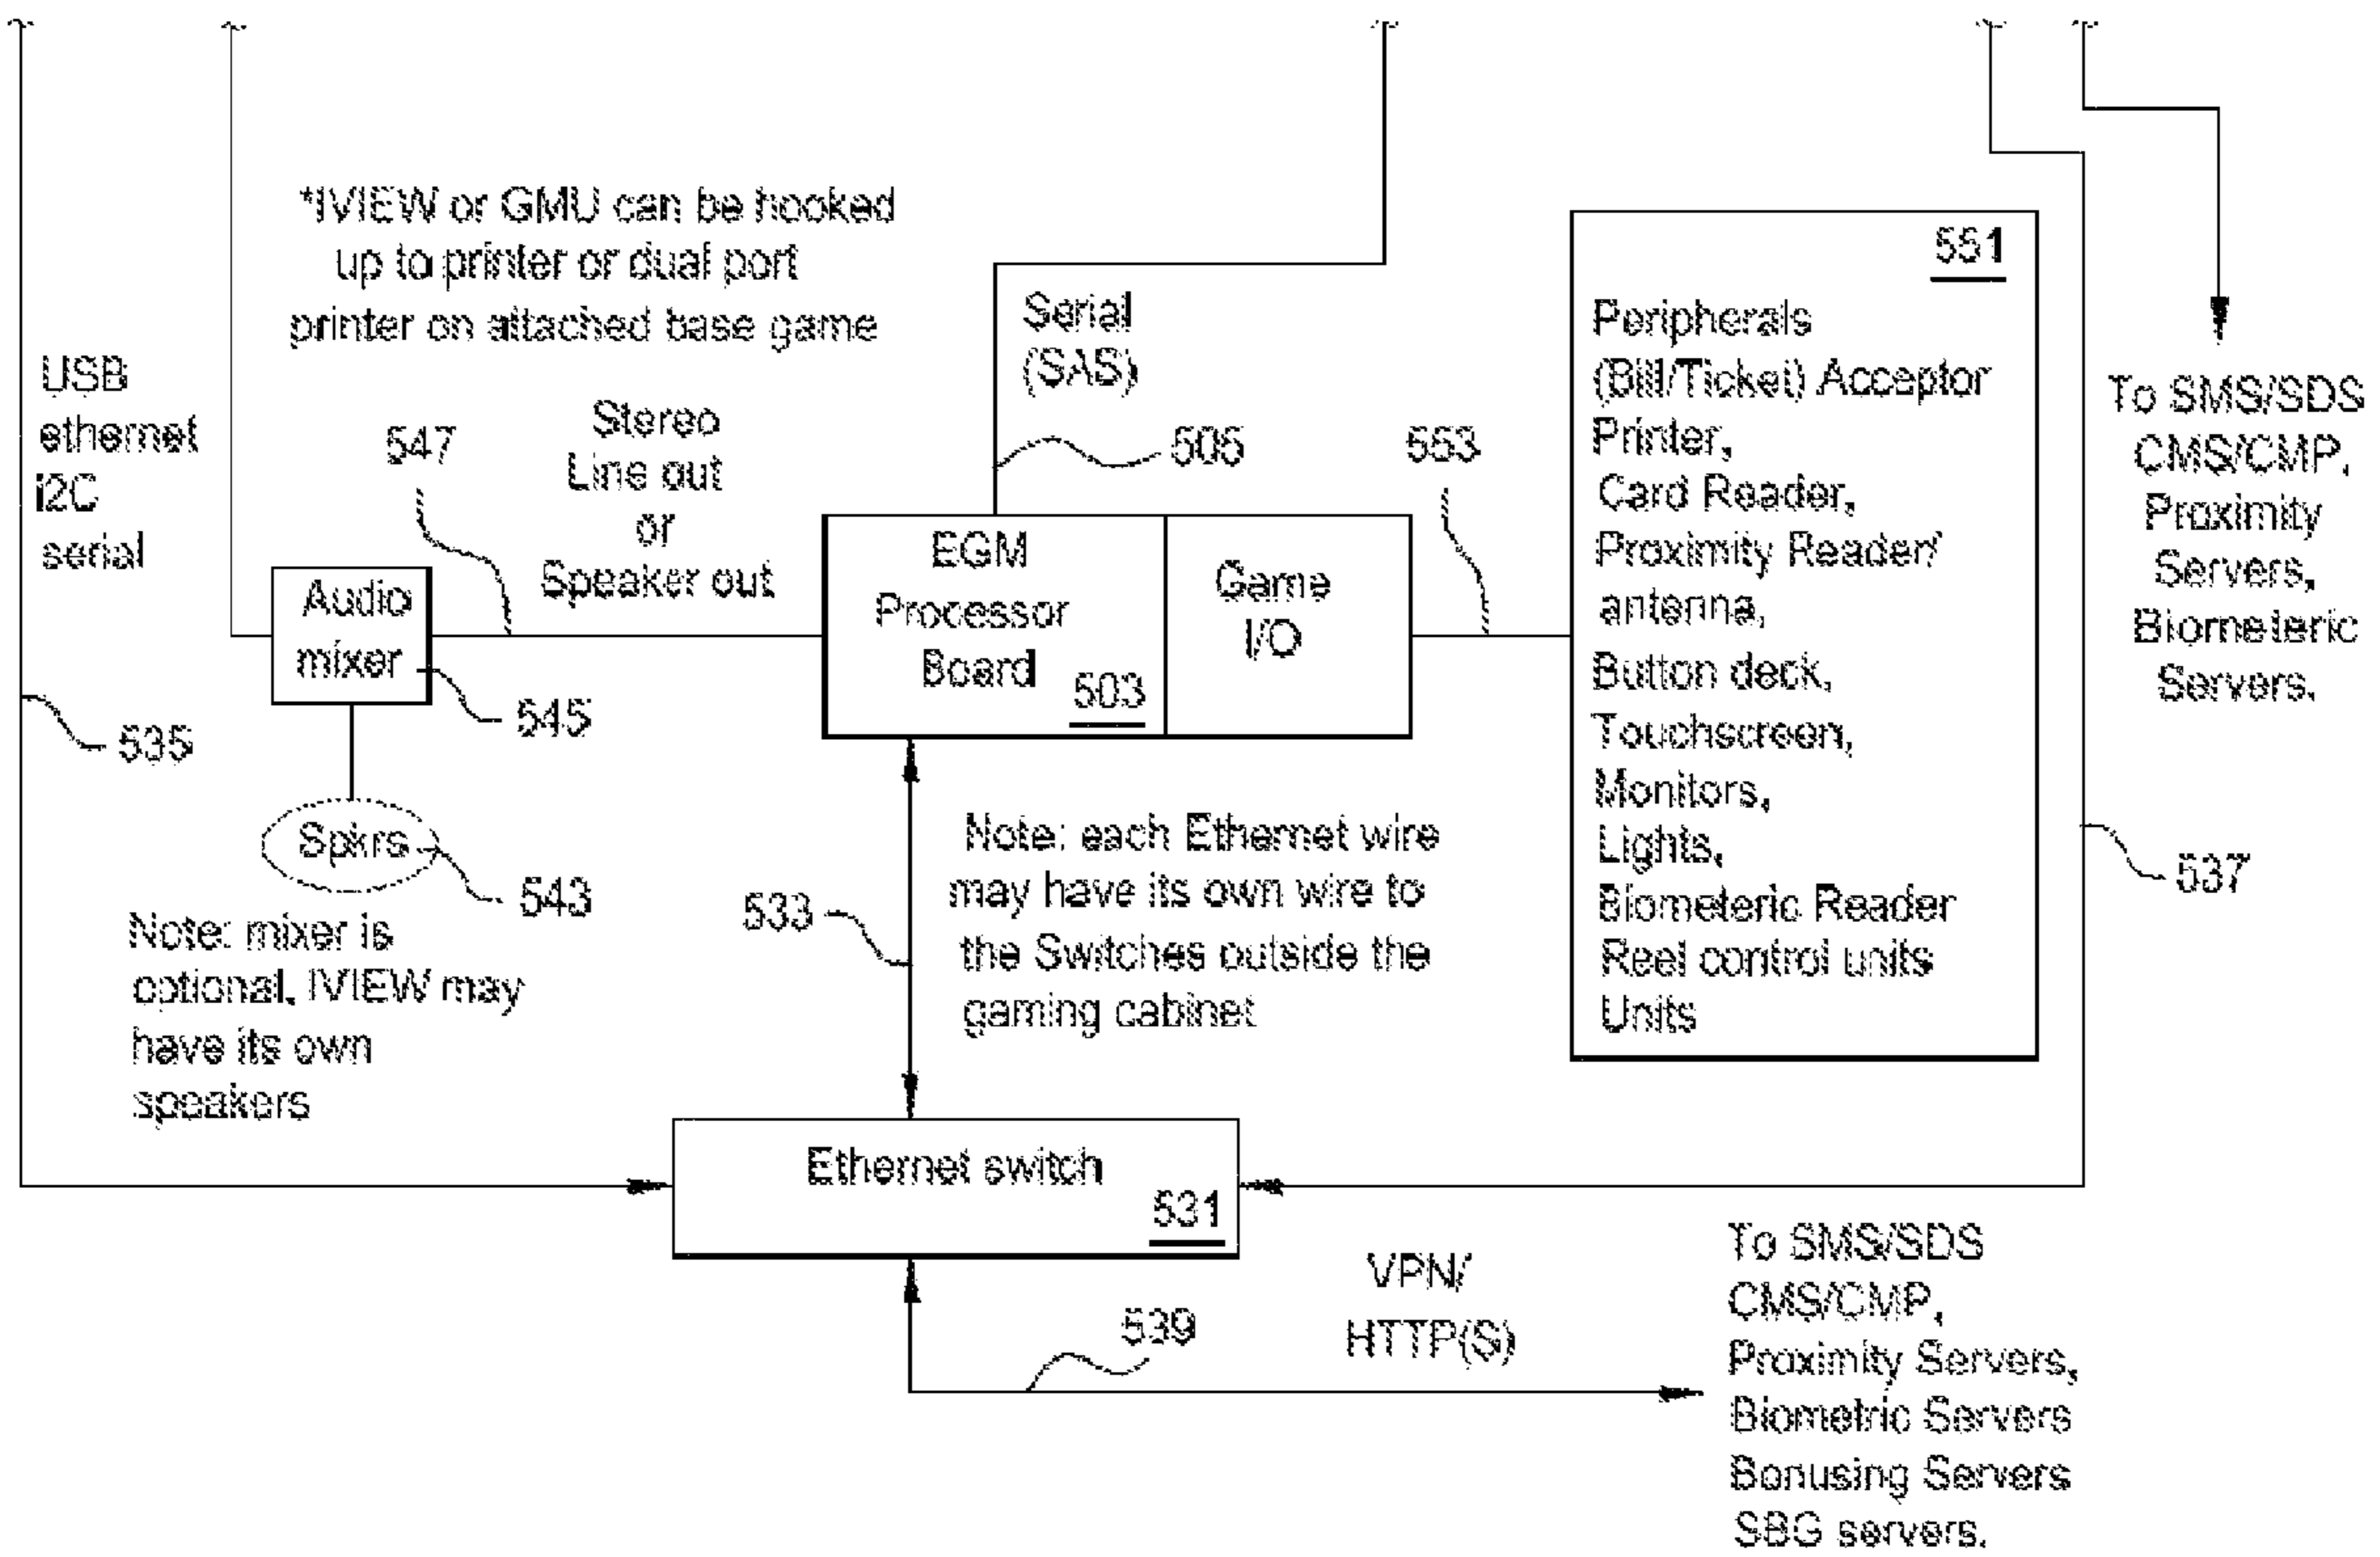 *IVIEW or GMU can be hooked
up to printer or dual port
printer on attached base game
USB
ethernet
I2C
serial
547
Stereo
Line out
or
Speaker out
Serial
(SAS)
505
553
551
Peripherals
(Bill/Ticket) Acceptor
Printer,
Card Reader,
Proximity Reader/
antenna,
Button deck,
Touchscreen,
Monitors,
Lights,
Biometeric Reader
Reel control units
Units
To SMS/SDS
CMS/CMP,
Proximity
Servers,
Biometeric
Servers.
Audio
mixer
545
535
EGM
Processor
Board
503
Game
I/O
Spkrs
543
Note: mixer is
optional, IVIEW may
have its own
speakers
533
Note: each Ethernet wire
may have its own wire to
the Switches outside the
gaming cabinet
537
Ethernet switch
531
539
VPN/
HTTP(S)
To SMS/SDS
CMS/CMP,
Proximity Servers,
Biometric Servers
Bonusing Servers
SBG servers.